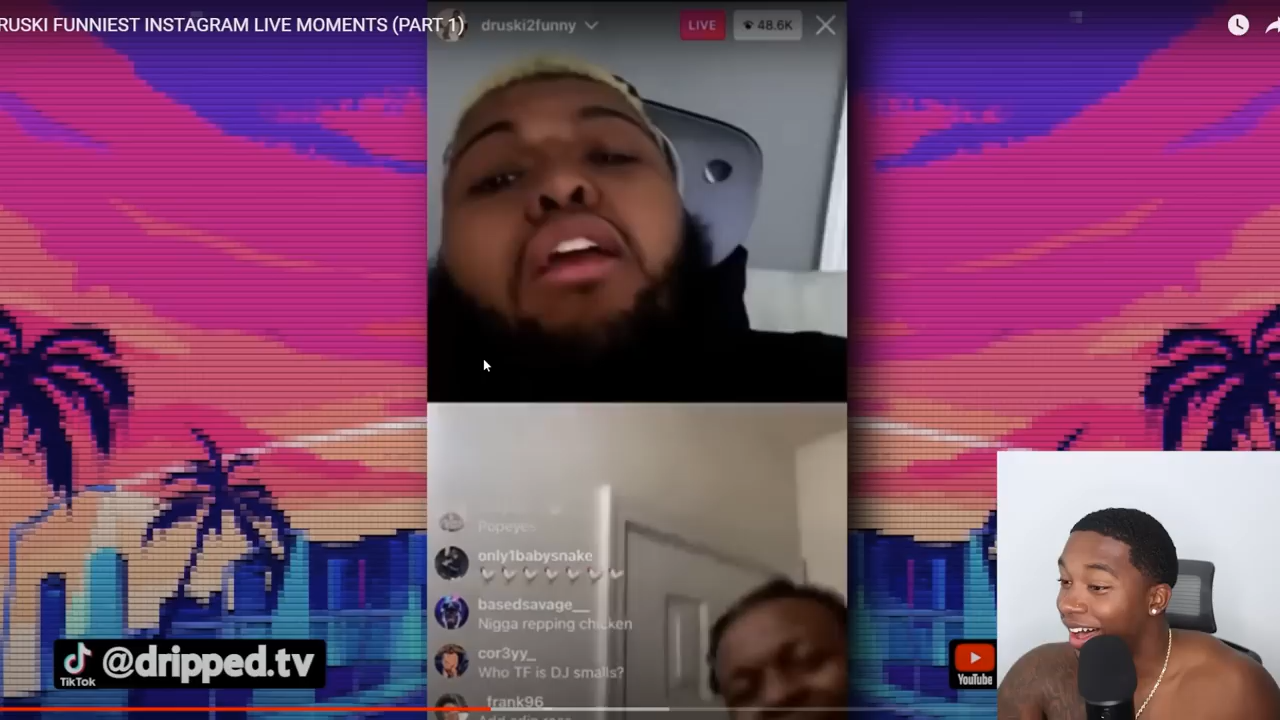 RUSKI FUNNIEST INSTAGRAM LIVE MOMENTS (PART 1)
druski2funny
LIVE
48.6K
Popeyes
only1babysnake
basedsavage__
Nigga repping chicken
cor3yy_
Who TF is DJ smalls?
_frank96_
TikTok
@dripped.tv
YouTube